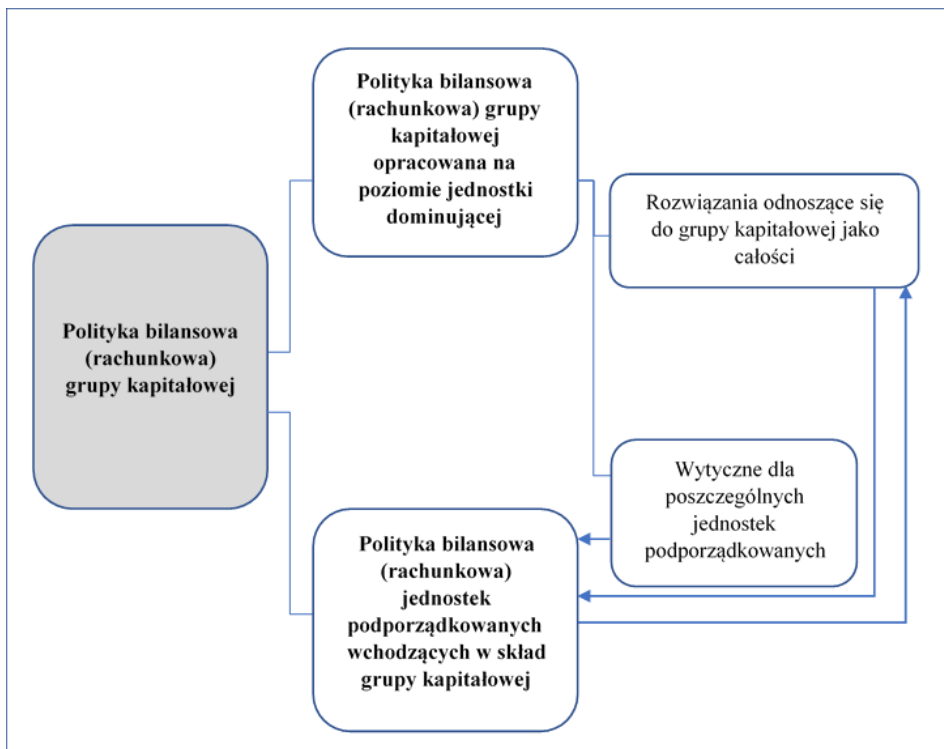 Polityka bilansowa
(rachunkowa) grupy
kapitałowej
opracowana na
poziomie jednostki
dominującej
Rozwiązania odnoszące się
do grupy kapitałowej jako
całości
Polityka bilansowa
(rachunkowa)
grupy kapitałowej
Wytyczne dla
poszczególnych
jednostek
podporządkowanych
Polityka bilansowa
(rachunkowa)
jednostek
podporządkowanych
wchodzących w skład
grupy kapitałowej